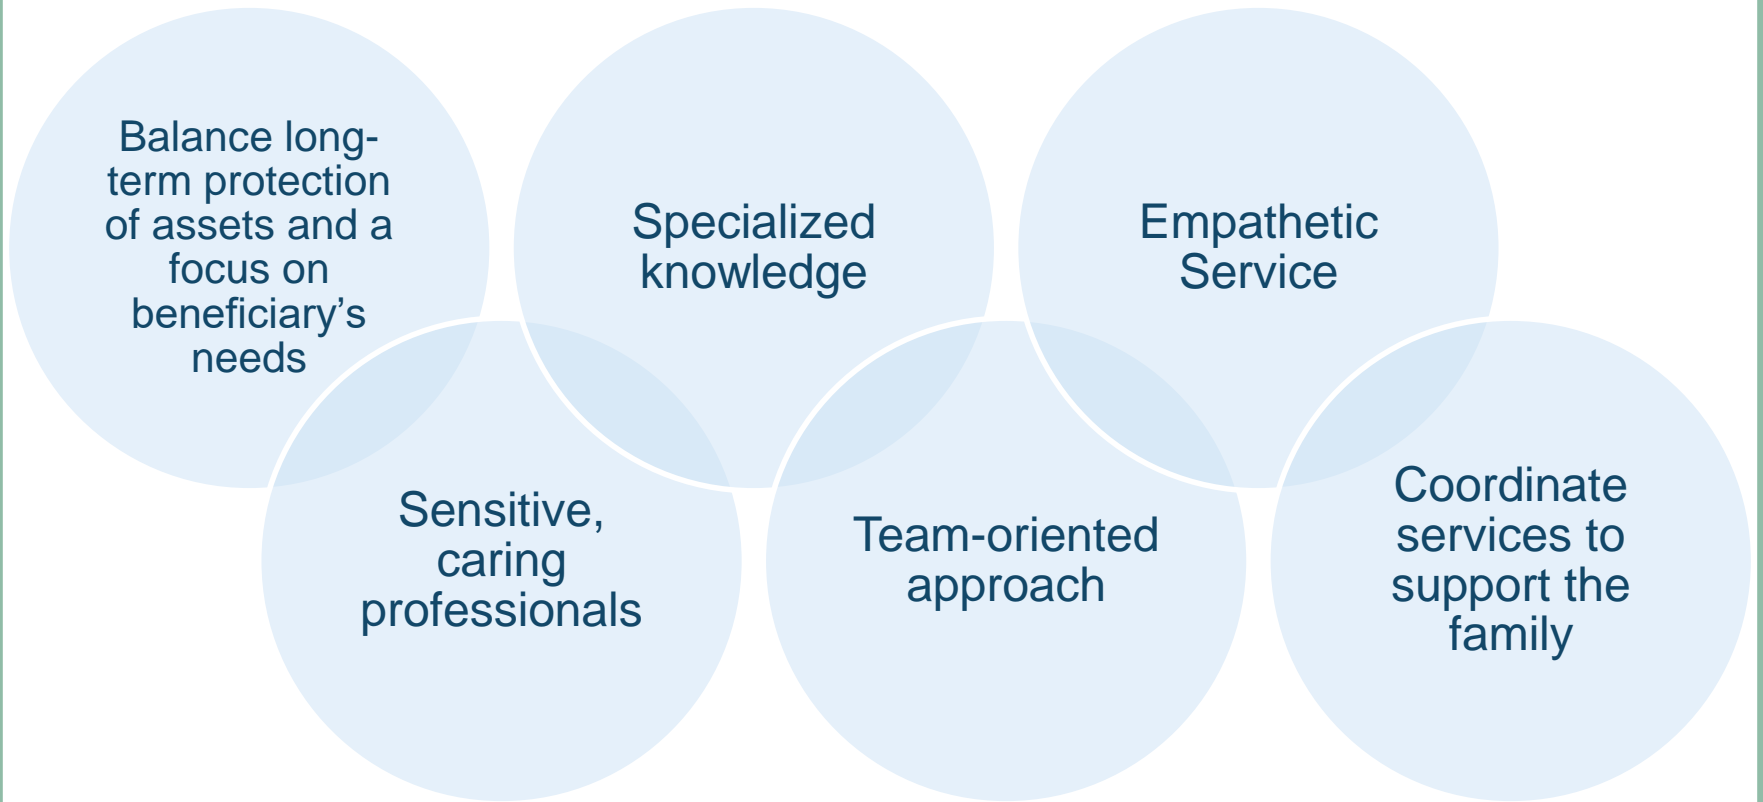 Balance long-
term protection
of assets and a
focus on
beneficiary’s
needs
Sensitive,
caring
professionals
Specialized
knowledge
Team-oriented
approach
Empathetic
Service
Coordinate
services to
support the
family